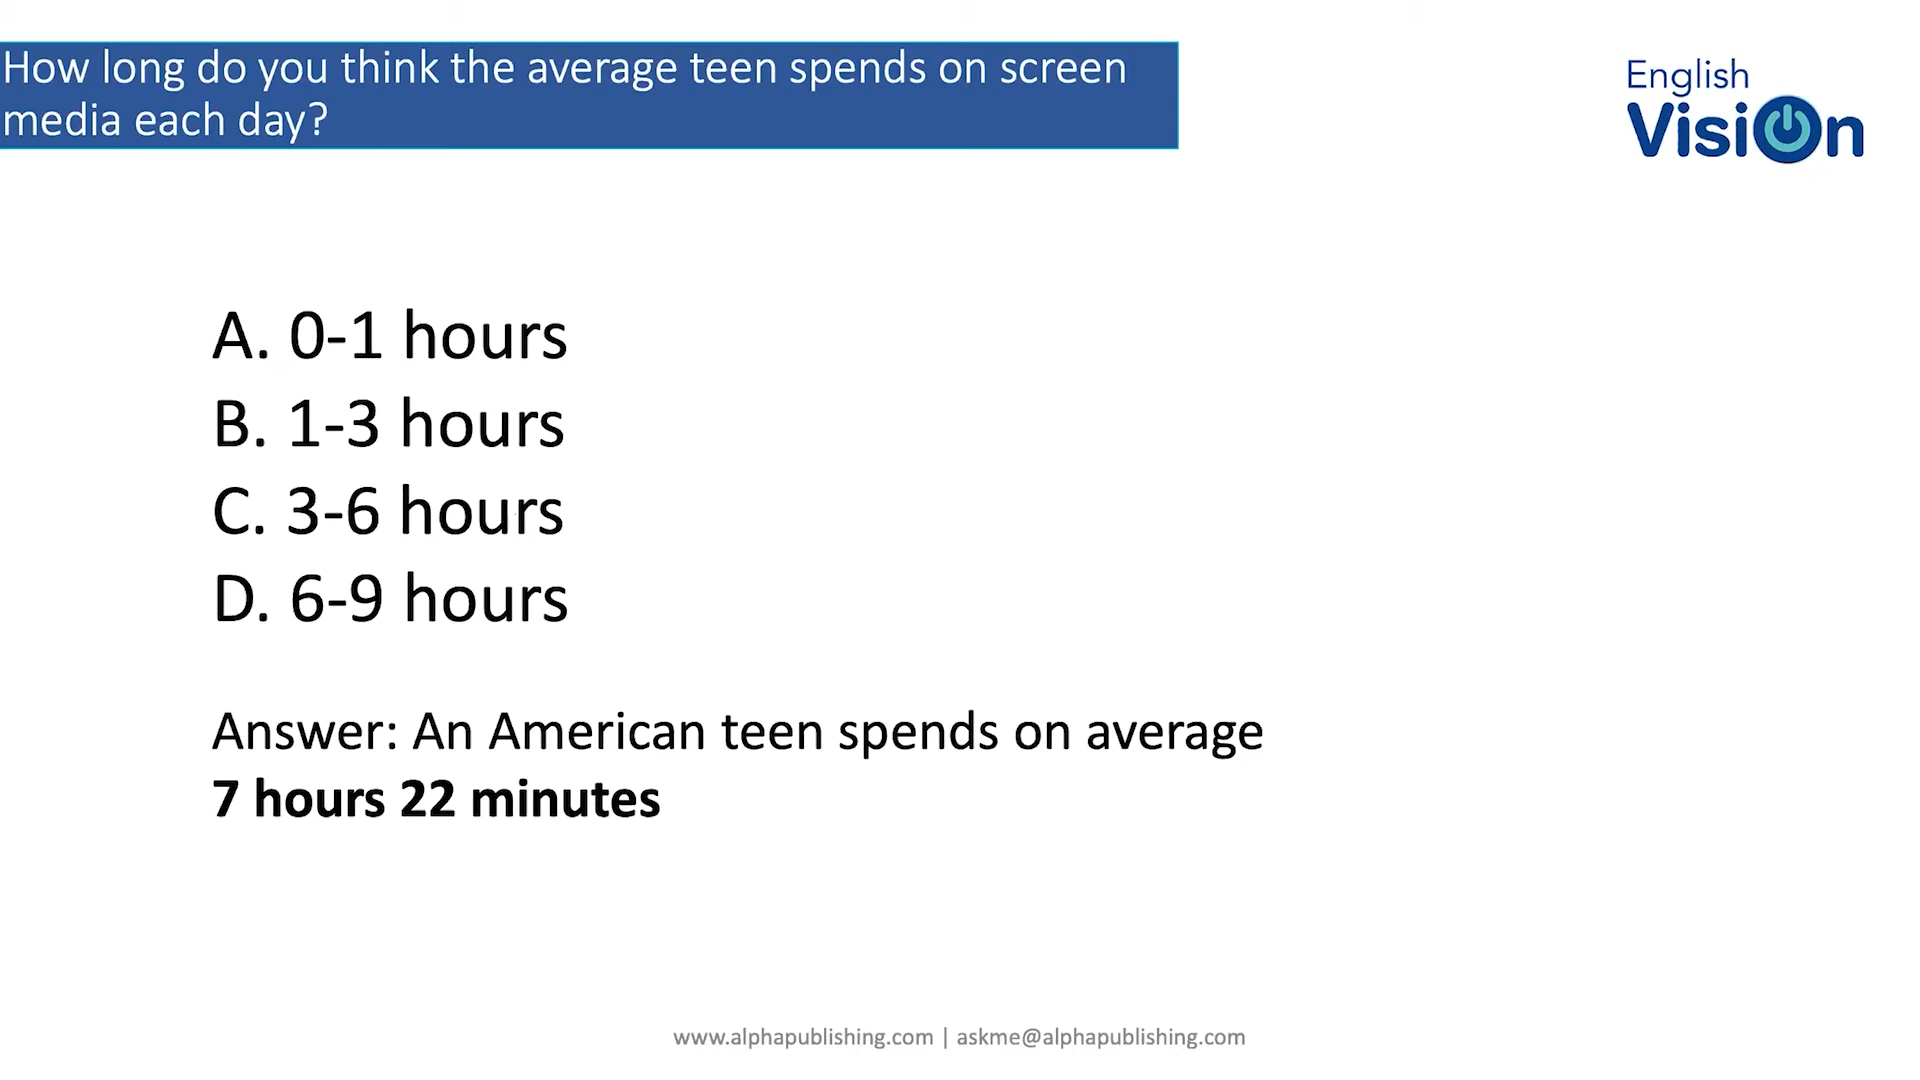 How long do you think the average teen spends on screen
media each day?
English
Vision
A. 0-1 hours
B. 1-3 hours
C. 3-6 hours
D. 6-9 hours
Answer: An American teen spends on average
7 hours 22 minutes
www.alphapublishing.com | askme@alphapublishing.com